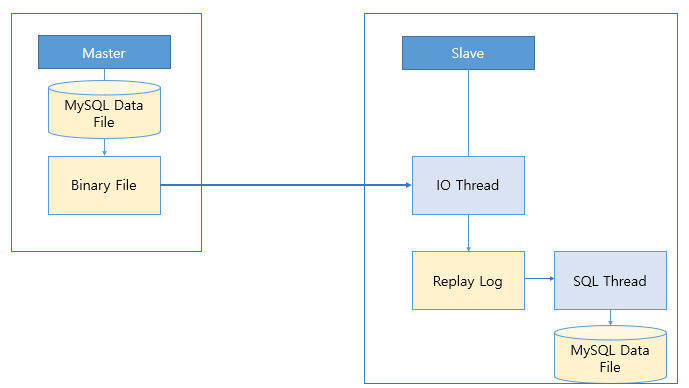 Master
MySQL Data
File
Binary File
Slave
IO Thread
Replay Log
SQL Thread
MySQL Data
File